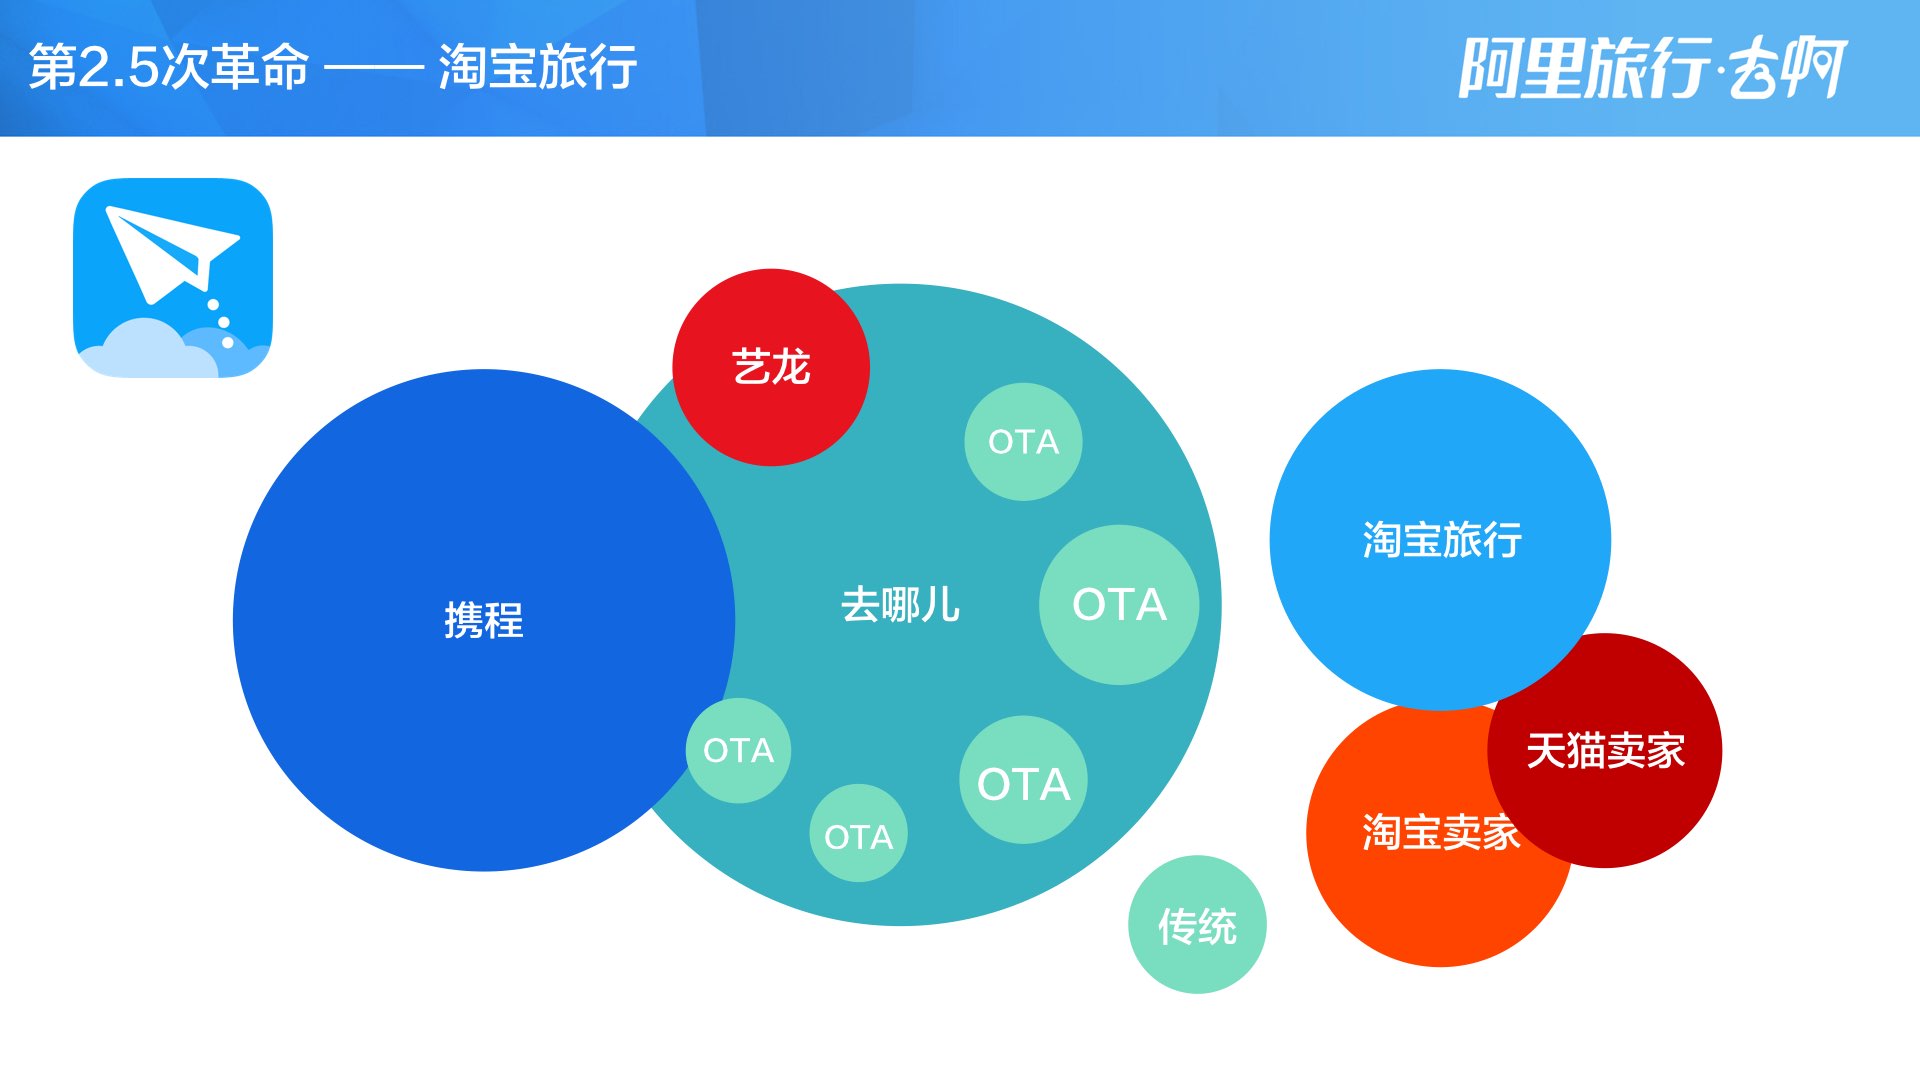 第2.5次革命 —— 淘宝旅行
阿里旅行·去啊
艺龙
OTA
携程
去哪儿
OTA
淘宝旅行
OTA
OTA
OTA
天猫卖家
淘宝卖家
传统